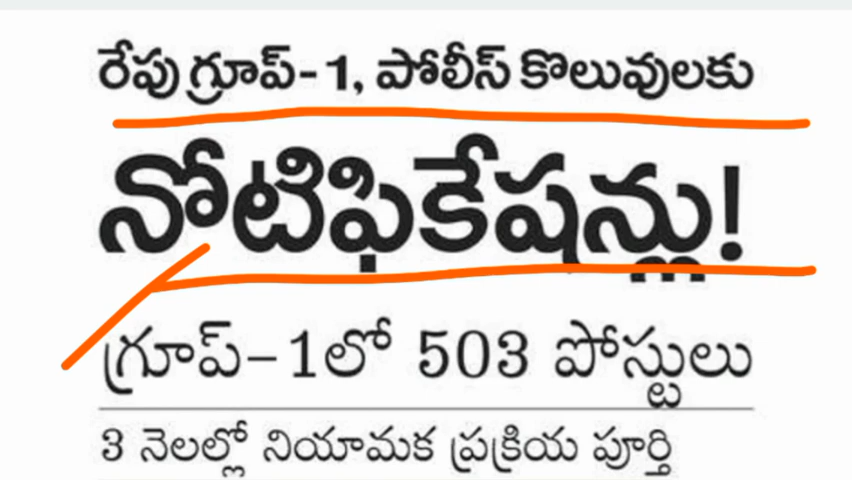 రేపు గ్రూప్-1, పోలీస్ కొలువులకు
నోటిఫికేషన్లు!
గ్రూప్-1లో 503 పోస్టులు
3 నెలల్లో నియామక ప్రక్రియ పూర్తి